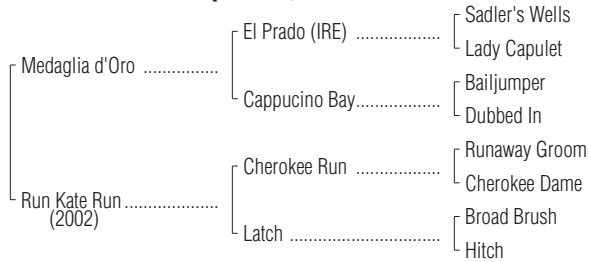 Sadler's Wells
El Prado (IRE) ..................
Lady Capulet
Medaglia d'Oro ................
Bailjumper
Cappucino Bay..................
Dubbed In
Runaway Groom
Cherokee Run ..................
Cherokee Dame
Run Kate Run....................
(2002)
Broad Brush
Latch ................................
Hitch